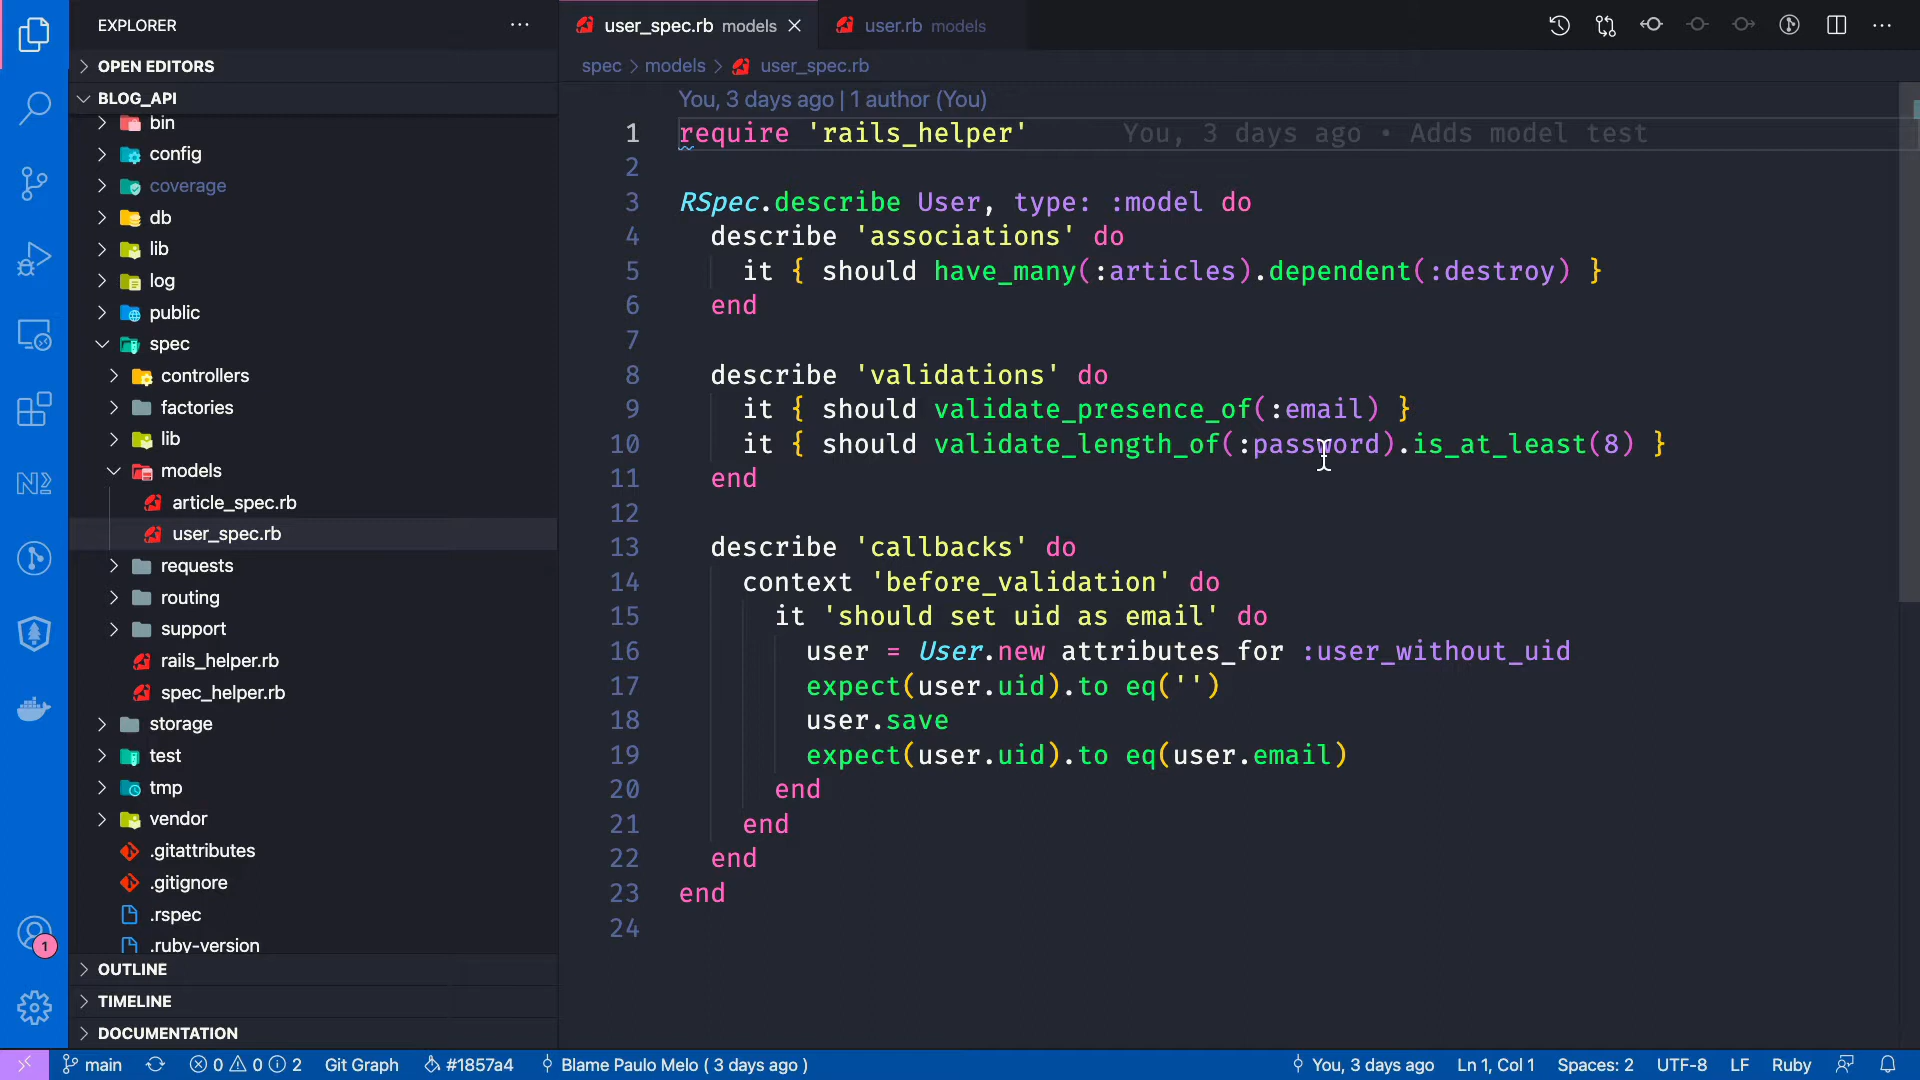 EXPLORER
OPEN EDITORS
BLOG_API
bin
config
coverage
db
lib
log
public
spec
controllers
factories
lib
models
article_spec.rb
user_spec.rb
requests
routing
support
rails_helper.rb
spec_helper.rb
storage
test
tmp
vendor
.gitattributes
.gitignore
.rspec
.ruby-version
OUTLINE
TIMELINE
DOCUMENTATION
user_spec.rb models
user.rb models
spec > models > user_spec.rb
You, 3 days ago | 1 author (You)
1 require 'rails_helper' You, 3 days ago • Adds model test
2
3 RSpec.describe User, type: :model do
4 describe 'associations' do
5 it { should have_many(:articles).dependent(:destroy) }
6 end
7
8 describe 'validations' do
9 it { should validate_presence_of(:email) }
10 it { should validate_length_of(:password).is_at_least(8) }
11 end
12
13 describe 'callbacks' do
14 context 'before_validation' do
15 it 'should set uid as email' do
16 user = User.new attributes_for :user_without_uid
17 expect(user.uid).to eq('')
18 user.save
19 expect(user.uid).to eq(user.email)
20 end
21 end
22 end
23 end
24
N2
1
main 0 0 2 Git Graph #1857a4 Blame Paulo Melo ( 3 days ago ) You, 3 days ago Ln 1, Col 1 Spaces: 2 UTF-8 LF Ruby